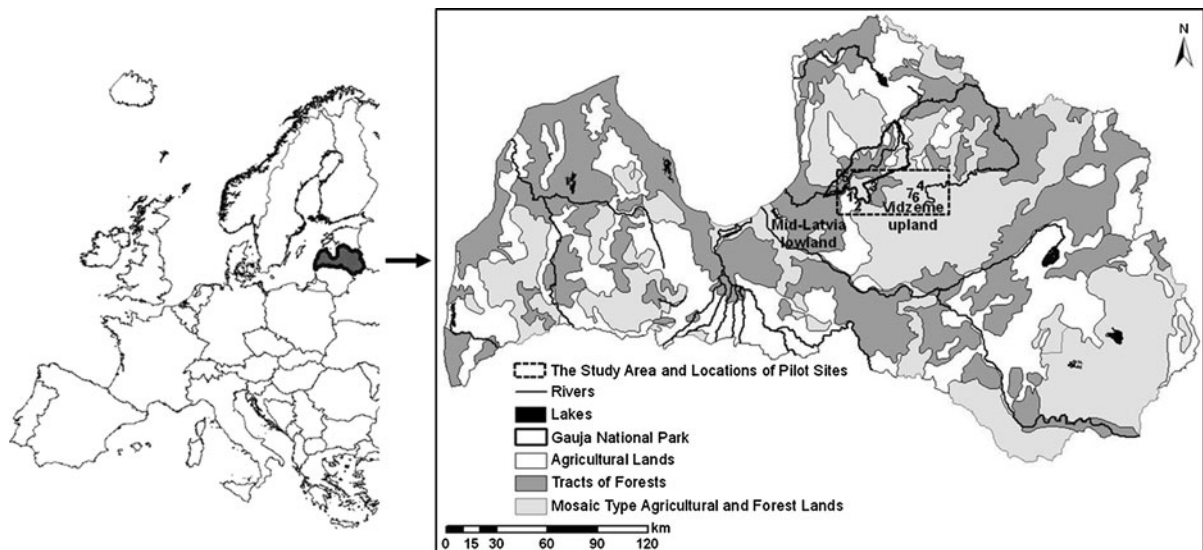 N
3
1
2
4
7
6
Mid-Latvia
lowland
Vidzeme
upland
The Study Area and Locations of Pilot Sites
Rivers
Lakes
Gauja National Park
Agricultural Lands
Tracts of Forests
Mosaic Type Agricultural and Forest Lands
km
0 15 30 60 90 120